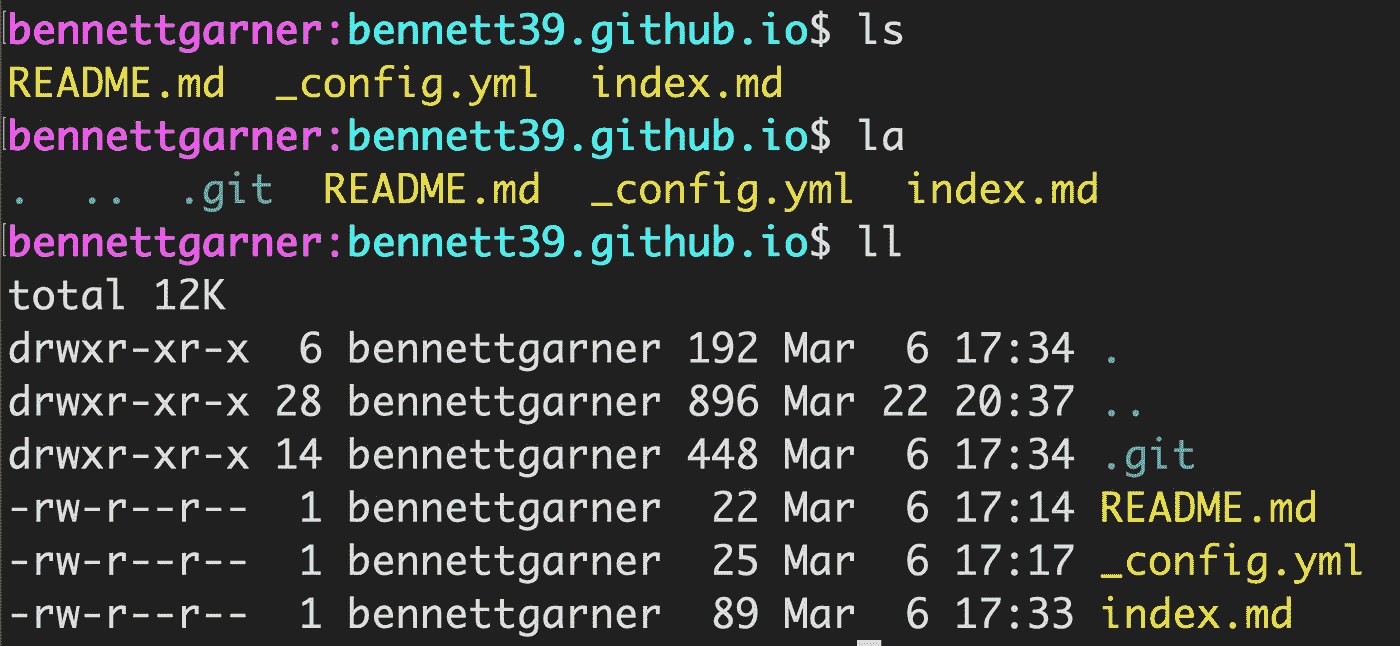 bennettgarner:bennett39.github.io$ ls
README.md  _config.yml  index.md
bennettgarner:bennett39.github.io$ la
.  ..  .git  README.md  _config.yml  index.md
bennettgarner:bennett39.github.io$ ll
total 12K
drwxr-xr-x  6 bennettgarner 192 Mar  6 17:34 .
drwxr-xr-x 28 bennettgarner 896 Mar 22 20:37 ..
drwxr-xr-x 14 bennettgarner 448 Mar  6 17:34 .git
-rw-r--r--  1 bennettgarner  22 Mar  6 17:14 README.md
-rw-r--r--  1 bennettgarner  25 Mar  6 17:17 _config.yml
-rw-r--r--  1 bennettgarner  89 Mar  6 17:33 index.md